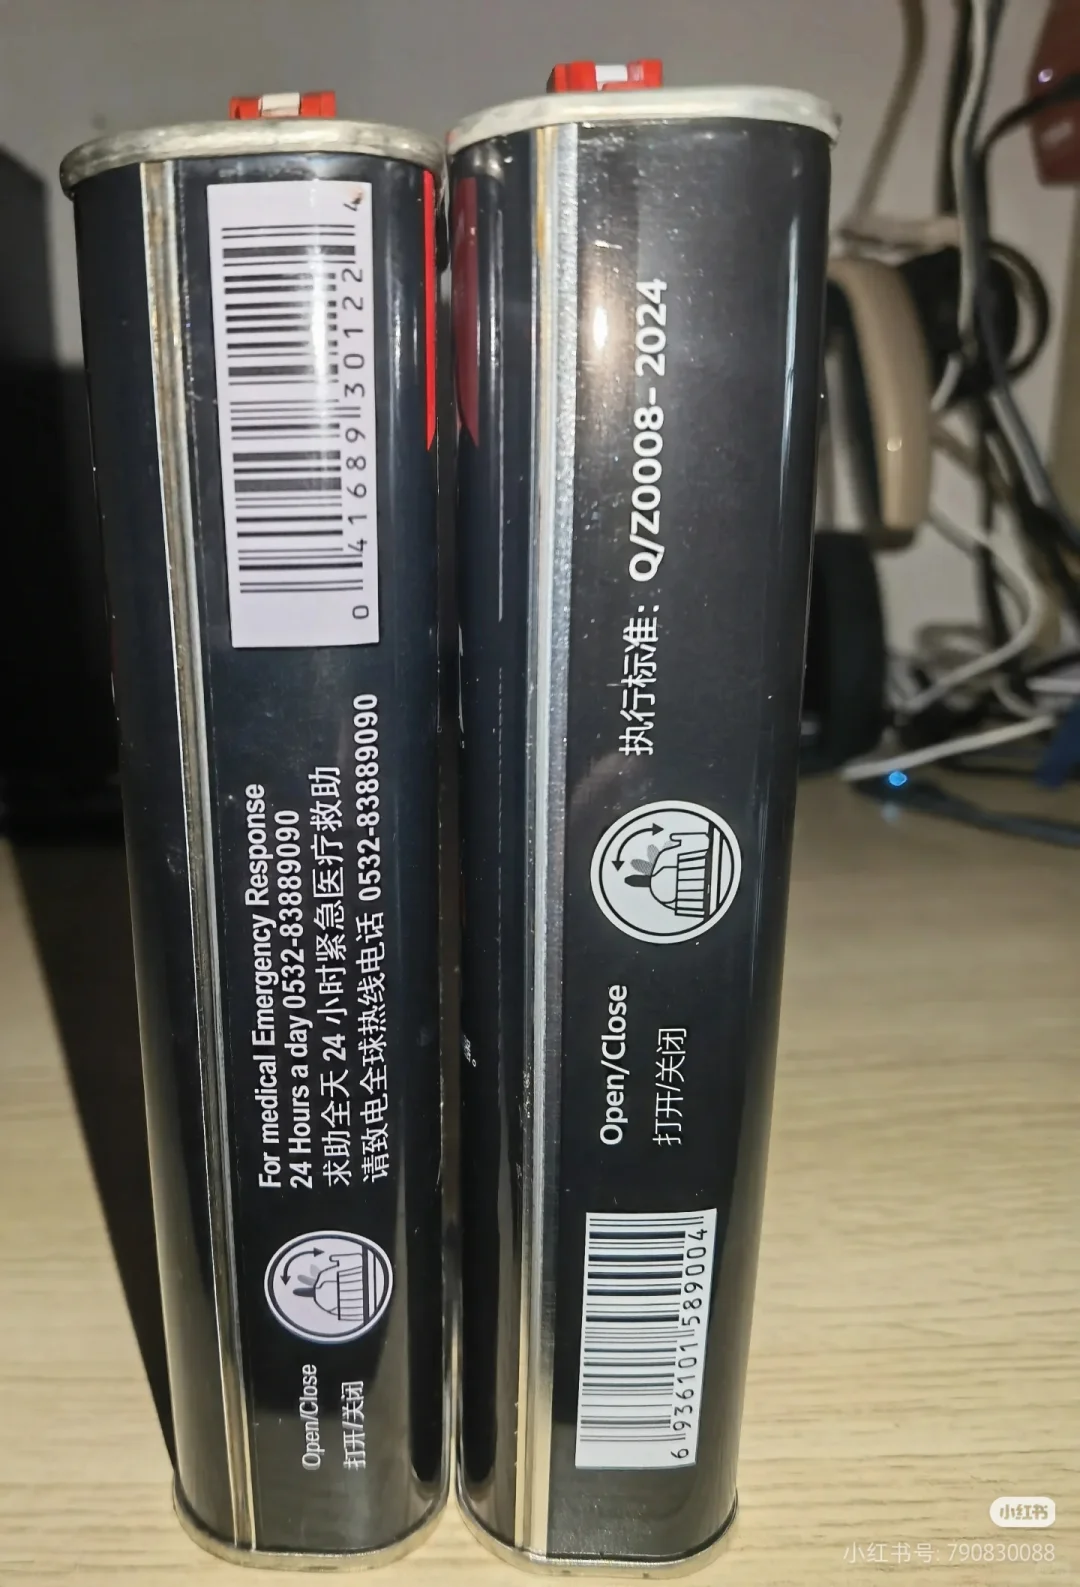 0 41689 30122 4
For medical Emergency Response
24 Hours a day 0532-83889090
求助全天 24 小时紧急医疗救助
请致电全球热线电话 0532-83889090
Open/Close
打开/关闭
执行标准：Q/Z0008-2024
Open/Close
打开/关闭
6 936101 589004
小红书
小红书号: 790830088